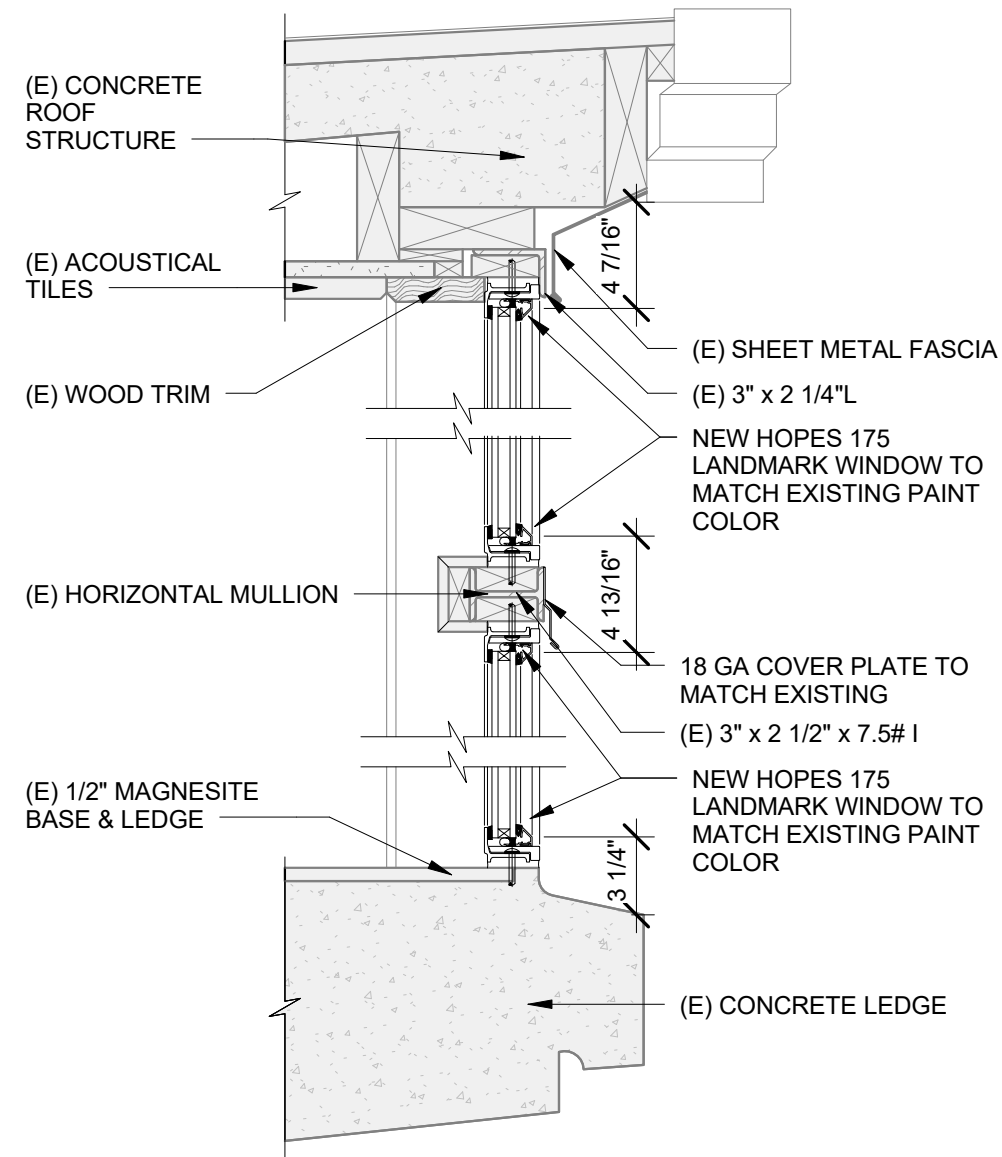 (E) CONCRETE
ROOF
STRUCTURE
(E) ACOUSTICAL
TILES
(E) WOOD TRIM
(E) HORIZONTAL MULLION
(E) 1/2" MAGNESITE
BASE & LEDGE
4 7/16"
(E) SHEET METAL FASCIA
(E) 3" x 2 1/4"L
NEW HOPES 175
LANDMARK WINDOW TO
MATCH EXISTING PAINT
COLOR
4 13/16"
18 GA COVER PLATE TO
MATCH EXISTING
(E) 3" x 2 1/2" x 7.5# I
NEW HOPES 175
LANDMARK WINDOW TO
MATCH EXISTING PAINT
COLOR
3 1/4"
(E) CONCRETE LEDGE